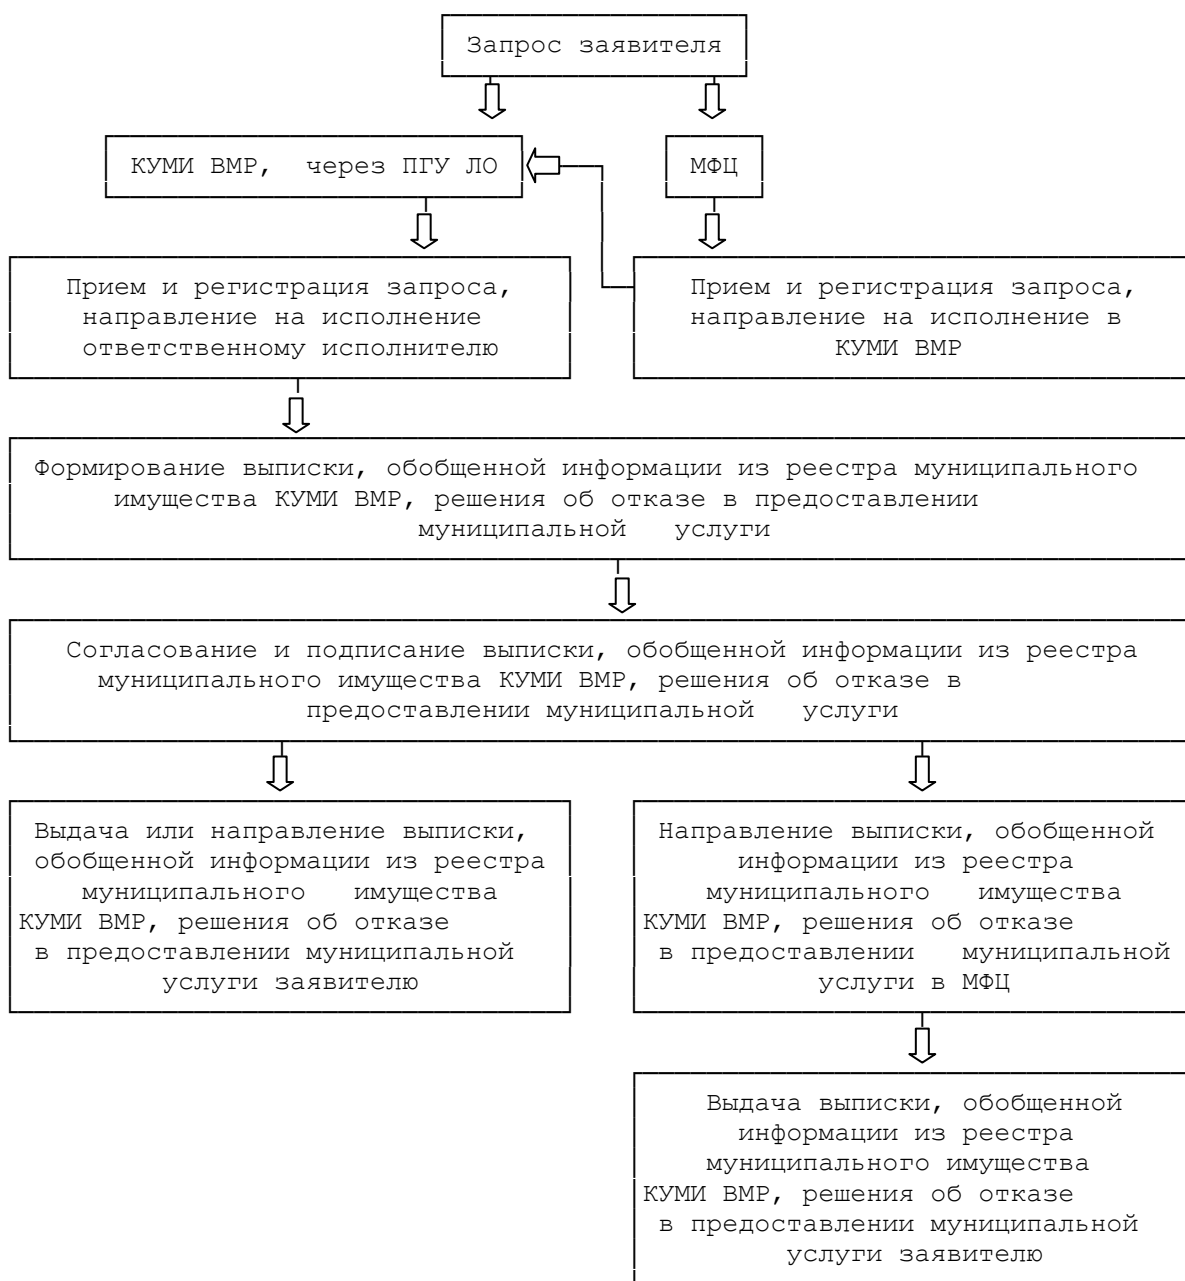 Запрос заявителя
КУМИ ВМР, через ПГУ ЛО
МФЦ
Прием и регистрация запроса,
направление на исполнение
ответственному исполнителю
Прием и регистрация запроса,
направление на исполнение в
КУМИ ВМР
Формирование выписки, обобщенной информации из реестра муниципального
имущества КУМИ ВМР, решения об отказе в предоставлении
муниципальной услуги
Согласование и подписание выписки, обобщенной информации из реестра
муниципального имущества КУМИ ВМР, решения об отказе в
предоставлении муниципальной услуги
Выдача или направление выписки,
обобщенной информации из реестра
муниципального имущества
КУМИ ВМР, решения об отказе
в предоставлении муниципальной
услуги заявителю
Направление выписки, обобщенной
информации из реестра
муниципального имущества
КУМИ ВМР, решения об отказе
в предоставлении муниципальной
услуги в МФЦ
Выдача выписки, обобщенной
информации из реестра
муниципального имущества
КУМИ ВМР, решения об отказе
в предоставлении муниципальной
услуги заявителю